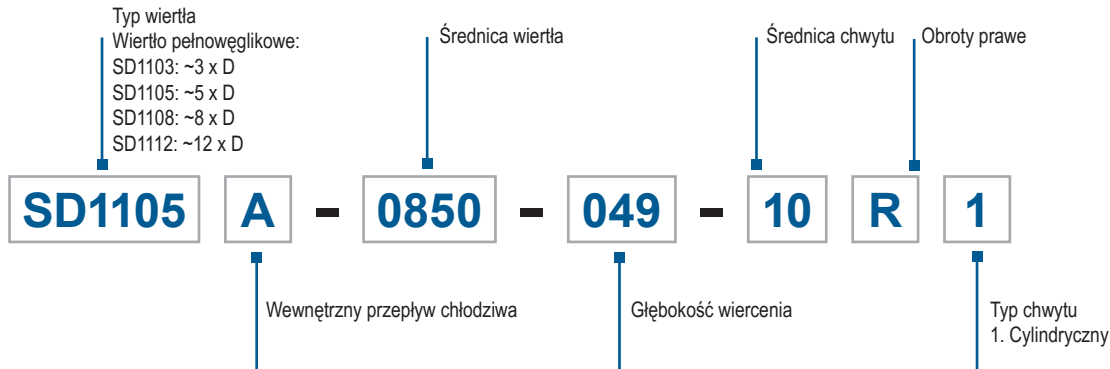 Typ wiertła
Wiertło pełnowęglikowe:
SD1103: ~3 x D
SD1105: ~5 x D
SD1108: ~8 x D
SD1112: ~12 x D
Średnica wiertła
Średnica chwytu
Obroty prawe
SD1105 A - 0850 - 049 - 10 R 1
Wewnętrzny przepływ chłodziwa
Głębokość wiercenia
Typ chwytu
1. Cylindryczny